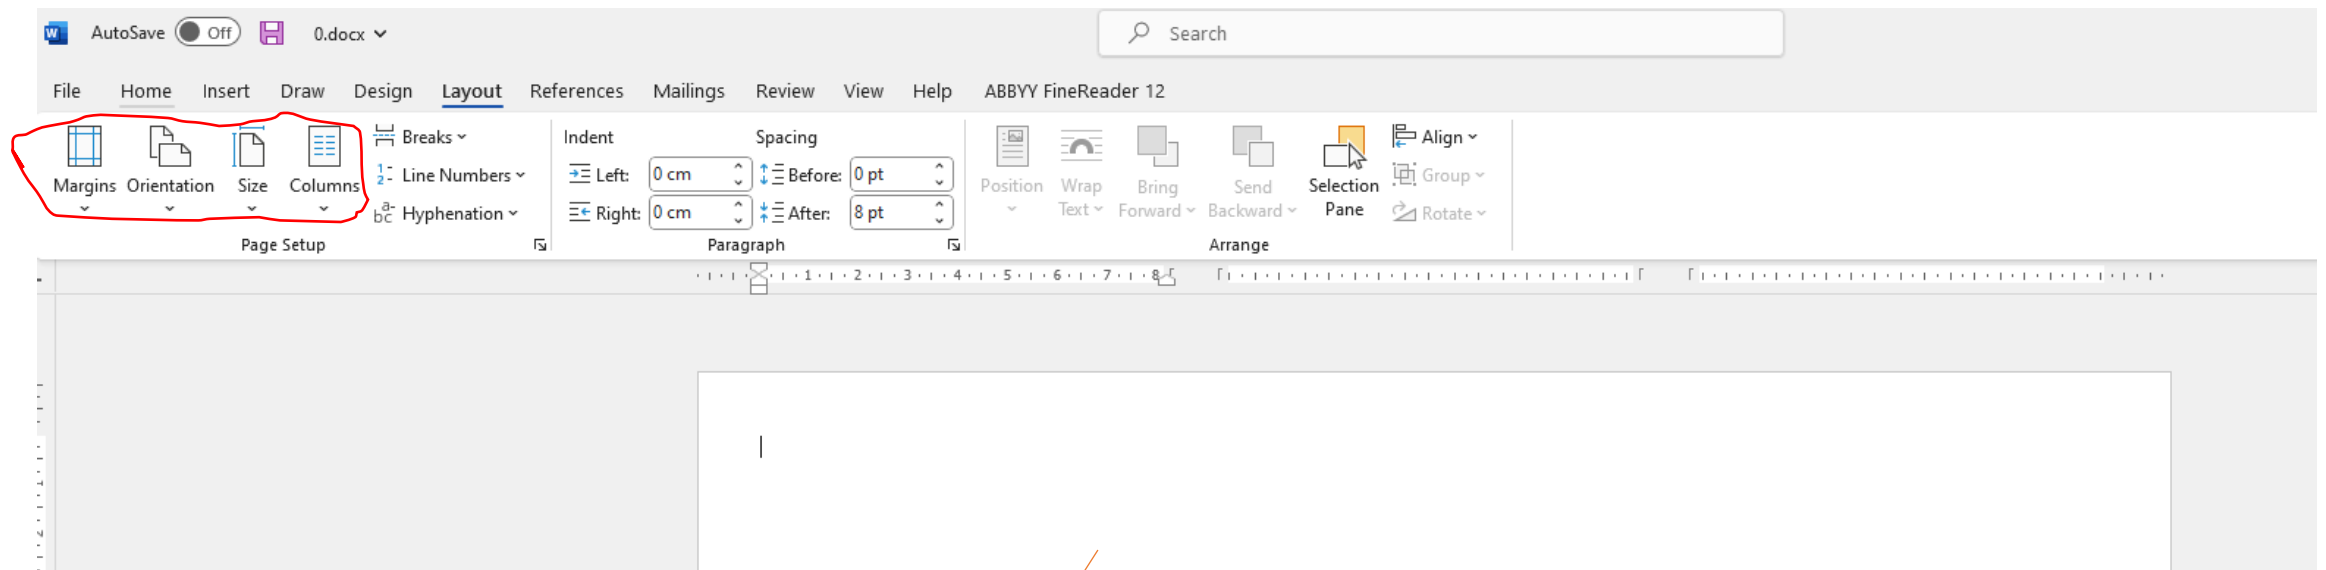 AutoSave Off 0.docx Search
File Home Insert Draw Design Layout References Mailings Review View Help ABBYY FineReader 12
Margins Orientation Size Columns
Breaks
Line Numbers
Hyphenation
Page Setup
Indent Spacing
Left: 0 cm Before: 0 pt
Right: 0 cm After: 8 pt
Paragraph
Position Wrap Text Bring Forward Send Backward Selection Pane
Align
Group
Rotate
Arrange
1 2 3 4 5 6 7 8
1
2